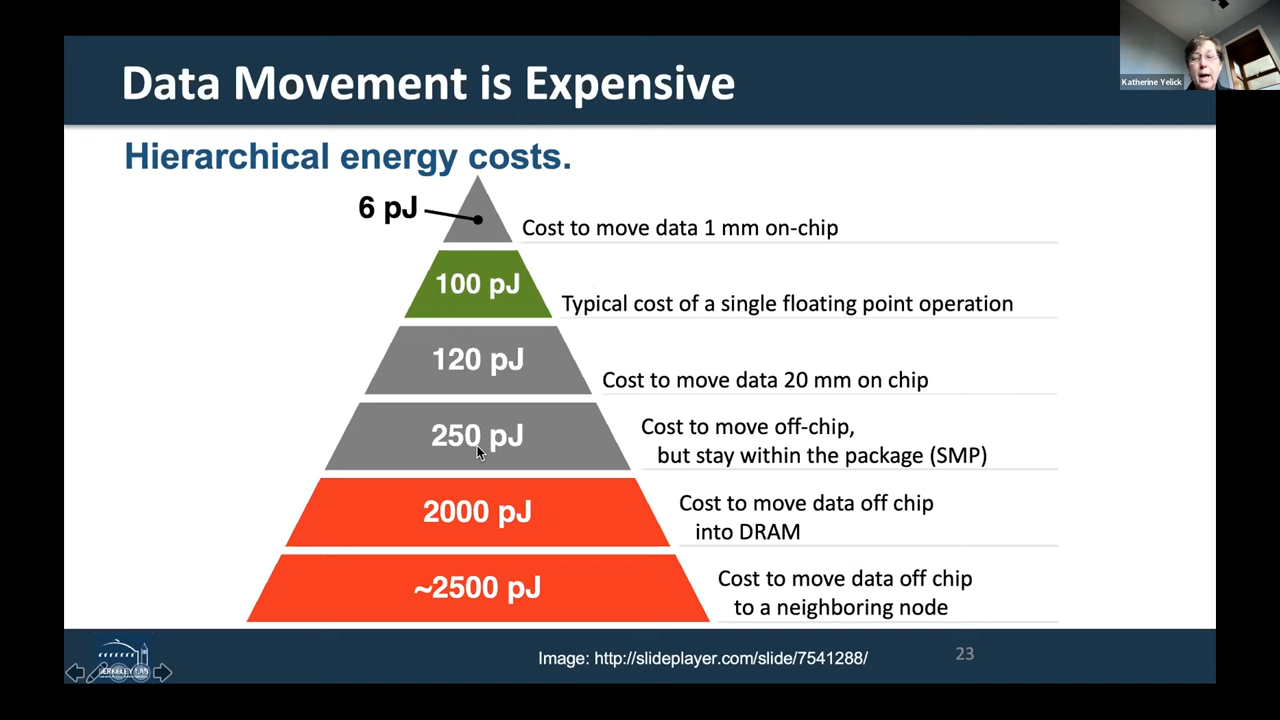 Katherine Yelick
Data Movement is Expensive
Hierarchical energy costs.
6 pJ
Cost to move data 1 mm on-chip
100 pJ
Typical cost of a single floating point operation
120 pJ
Cost to move data 20 mm on chip
250 pJ
Cost to move off-chip,
but stay within the package (SMP)
2000 pJ
Cost to move data off chip
into DRAM
~2500 pJ
Cost to move data off chip
to a neighboring node
BERKELEY LAB
Image: http://slideplayer.com/slide/7541288/
23